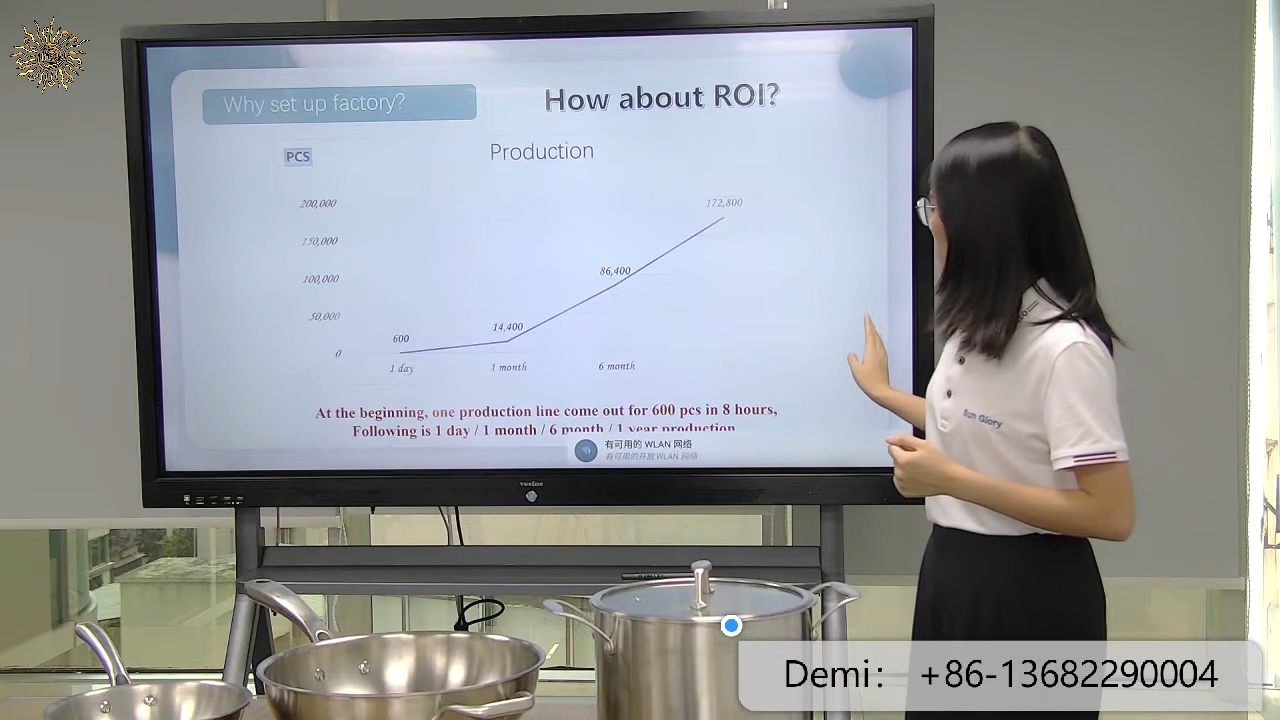 Why set up factory?
How about ROI?
PCS
Production
200,000
150,000
100,000
50,000
0
600
14,400
86,400
172,800
1 day
1 month
6 month
At the beginning, one production line come out for 600 pcs in 8 hours,
Following is 1 day / 1 month / 6 month / 1 year production
有可用的 WLAN 网络
有可用的开放 WLAN 网络
Sun Glory
Demi： +86-13682290004